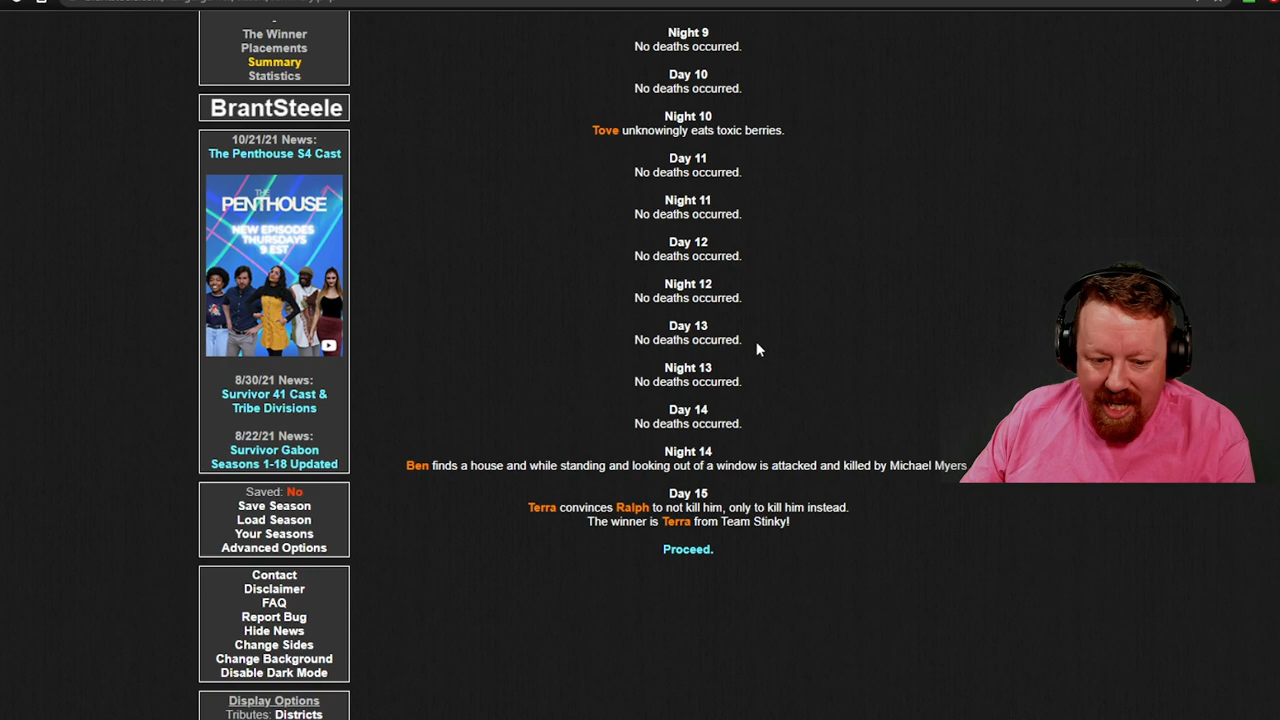 -
The Winner
Placements
Summary
Statistics
BrantSteele
10/21/21 News:
The Penthouse S4 Cast
THE
PENTHOUSE
NEW EPISODES
THURSDAYS
9 EST
8/30/21 News:
Survivor 41 Cast &
Tribe Divisions
8/22/21 News:
Survivor Gabon
Seasons 1-18 Updated
Saved: No
Save Season
Load Season
Your Seasons
Advanced Options
Contact
Disclaimer
FAQ
Report Bug
Hide News
Change Sides
Change Background
Disable Dark Mode
Display Options
Tributes: Districts
Night 9
No deaths occurred.
Day 10
No deaths occurred.
Night 10
Tove unknowingly eats toxic berries.
Day 11
No deaths occurred.
Night 11
No deaths occurred.
Day 12
No deaths occurred.
Night 12
No deaths occurred.
Day 13
No deaths occurred.
Night 13
No deaths occurred.
Day 14
No deaths occurred.
Night 14
Ben finds a house and while standing and looking out of a window is attacked and killed by Michael Myers
Day 15
Terra convinces Ralph to not kill him, only to kill him instead.
The winner is Terra from Team Stinky!
Proceed.